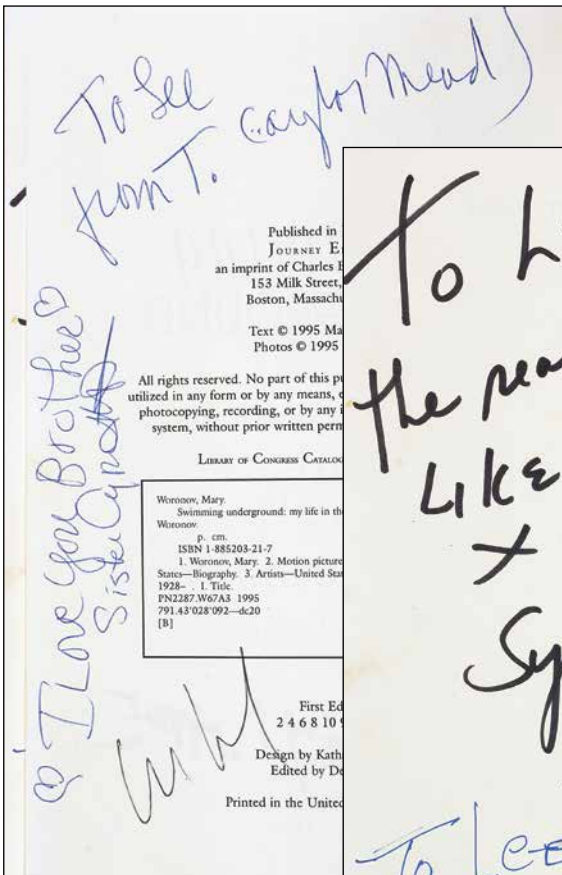 To Lee
from T. (Taylor Mead)
Published in
JOURNEY E
an imprint of Charles E
153 Milk Street,
Boston, Massachu
Text © 1995 Ma
Photos © 1995
All rights reserved. No part of this pu
utilized in any form or by any means, e
photocopying, recording, or by any i
system, without prior written perm
LIBRARY OF CONGRESS CATALO
Woronov, Mary.
Swimming underground: my life in the
Woronov.
p. cm.
ISBN 1-885203-21-7
1. Woronov, Mary. 2. Motion picture
States—Biography. 3. Artists—United Stat
1928– . I. Title.
PN2287.W67A3 1995
791.43'028'092—dc20
[B]
First Ed
2 4 6 8 10 9
Design by Kath
Edited by De
Printed in the United
I Love You Brother
Sister
To L
the
Like
x
Sy
To Lee